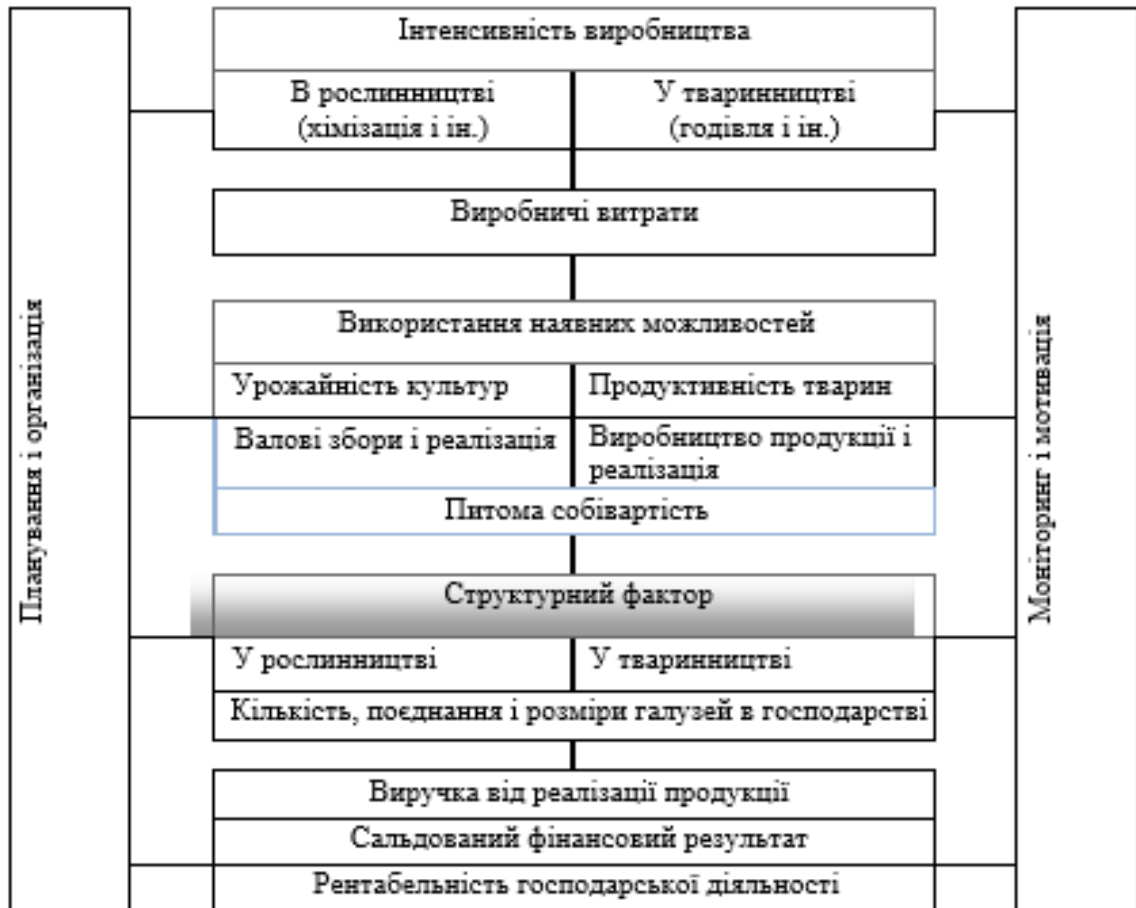 Планування і організація
Інтенсивність виробництва
В рослинництві
(хімізація і ін.)
У тваринництві
(годівля і ін.)
Виробничі витрати
Використання наявних можливостей
Урожайність культур
Продуктивність тварин
Валові збори і реалізація
Виробництво продукції і
реалізація
Питома собівартість
Структурний фактор
У рослинництві
У тваринництві
Кількість, поєднання і розміри галузей в господарстві
Виручка від реалізації продукції
Сальдований фінансовий результат
Рентабельність господарської діяльності
Моніторинг і мотивація